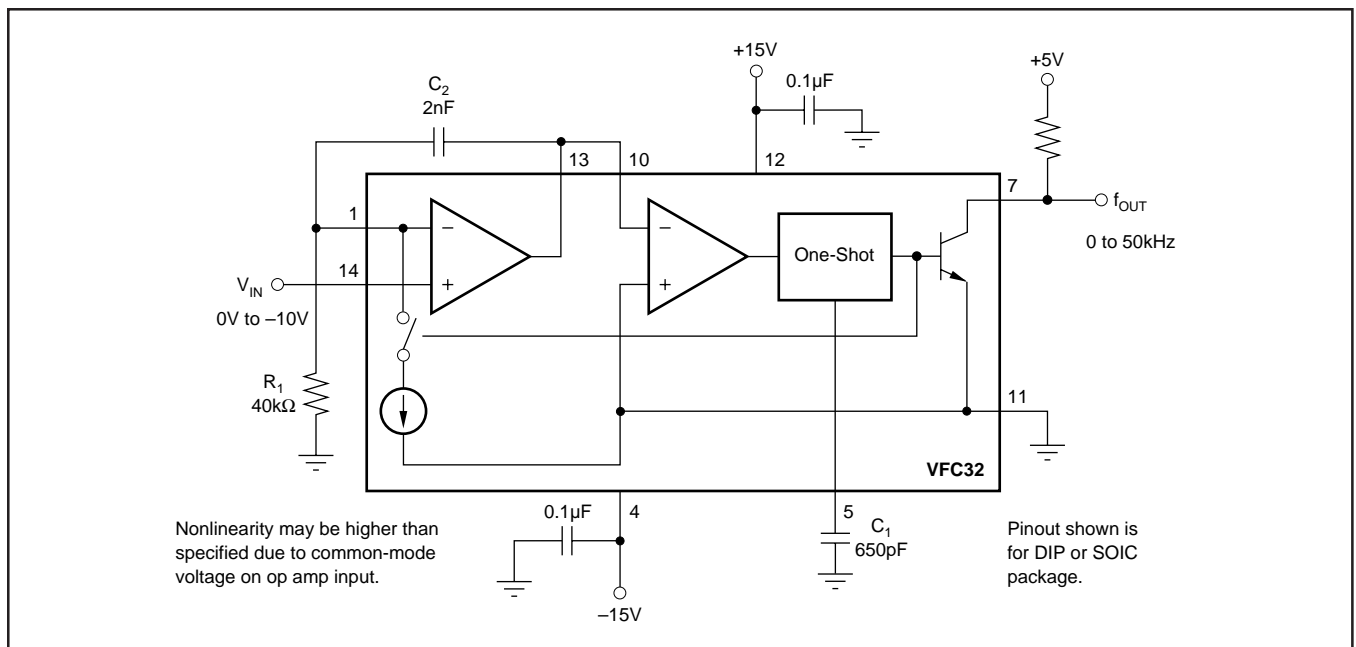 +15V
+5V
C2
2nF
0.1µF
13
10
12
7
1
fOUT
0 to 50kHz
One-Shot
14
VIN
0V to –10V
R1
40kΩ
11
VFC32
0.1µF
4
5
C1
650pF
Nonlinearity may be higher than
specified due to common-mode
voltage on op amp input.
Pinout shown is
for DIP or SOIC
package.
–15V